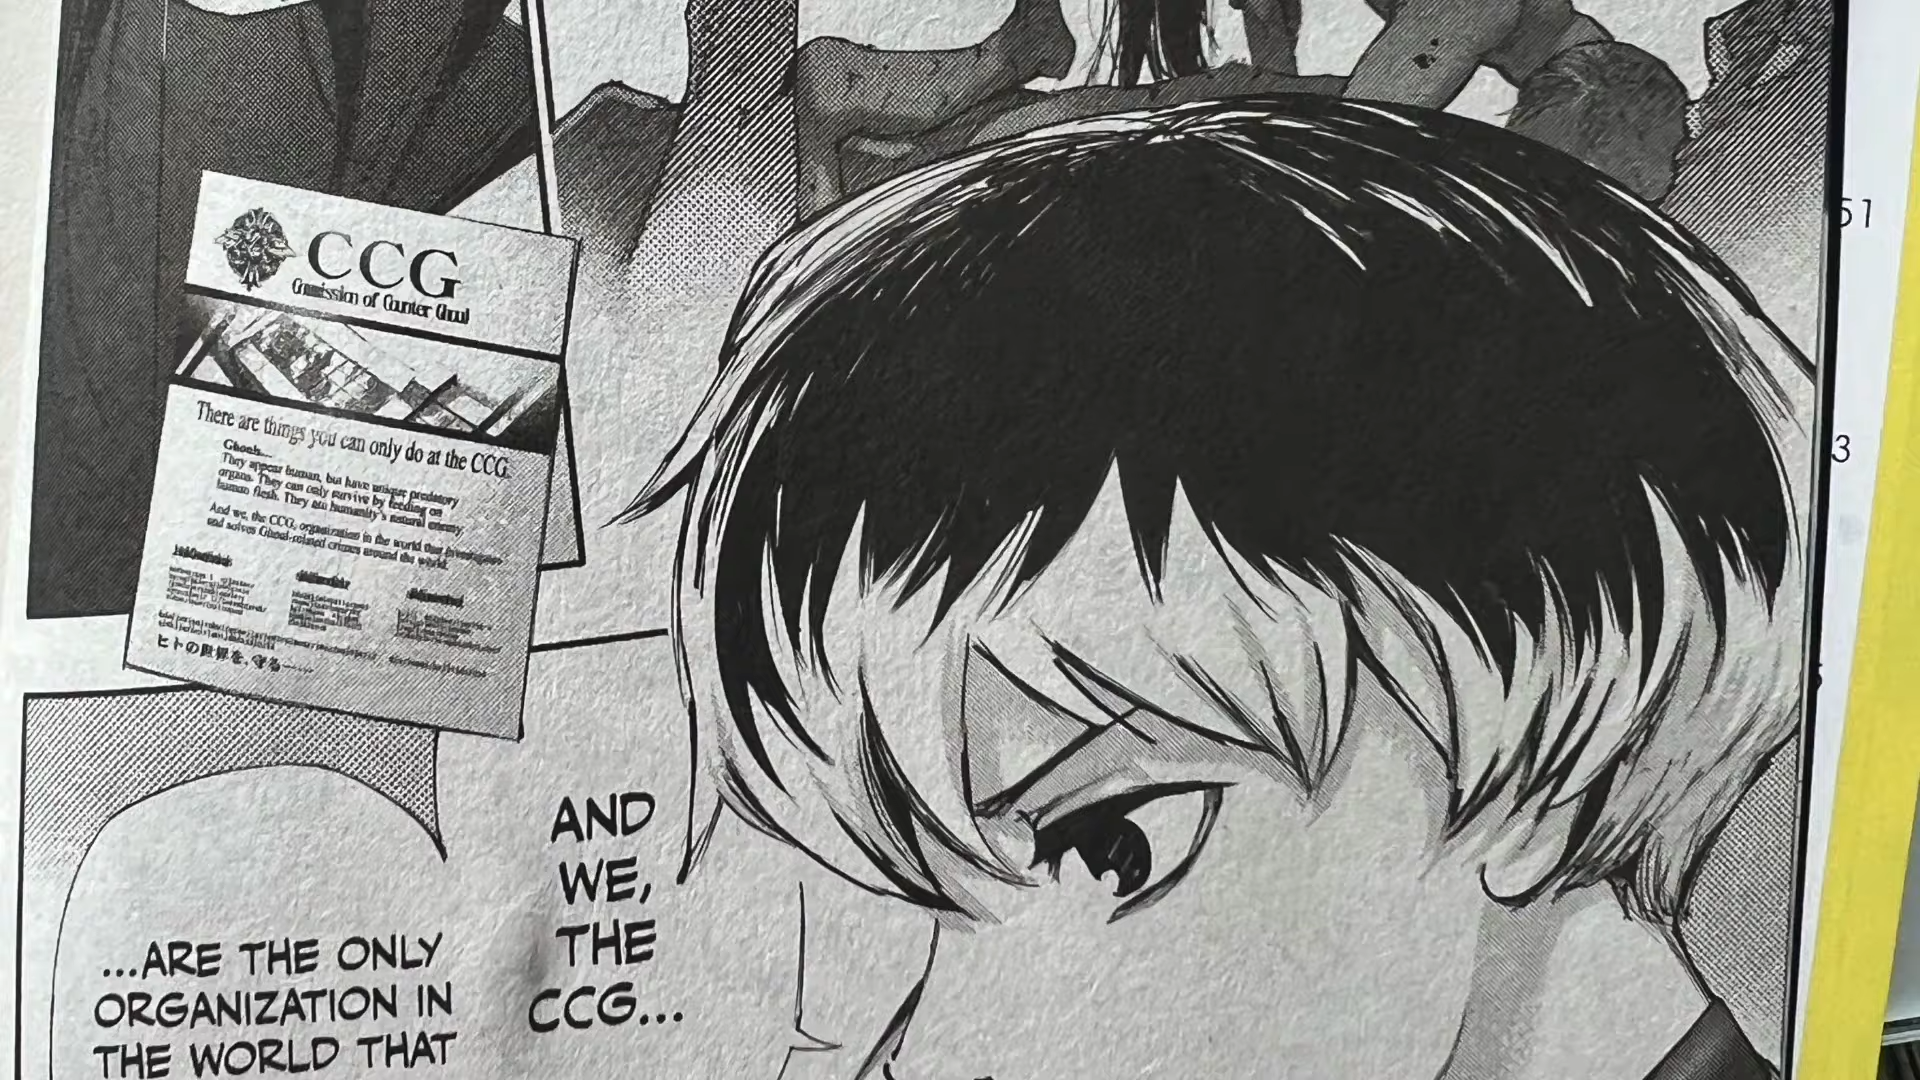 CCG
Commission of Counter Ghoul
There are things you can only do at the CCG.
Ghouls...
They appear human, but have unique predatory
organs. They can only survive by feeding on
human flesh. They are humanity's natural enemy.
And we, the CCG, organization in the world that investigates
and solves Ghoul-related crimes around the world.
ヒトの世界を、守る
AND
WE,
THE
CCG...
...ARE THE ONLY
ORGANIZATION IN
THE WORLD THAT
51
3